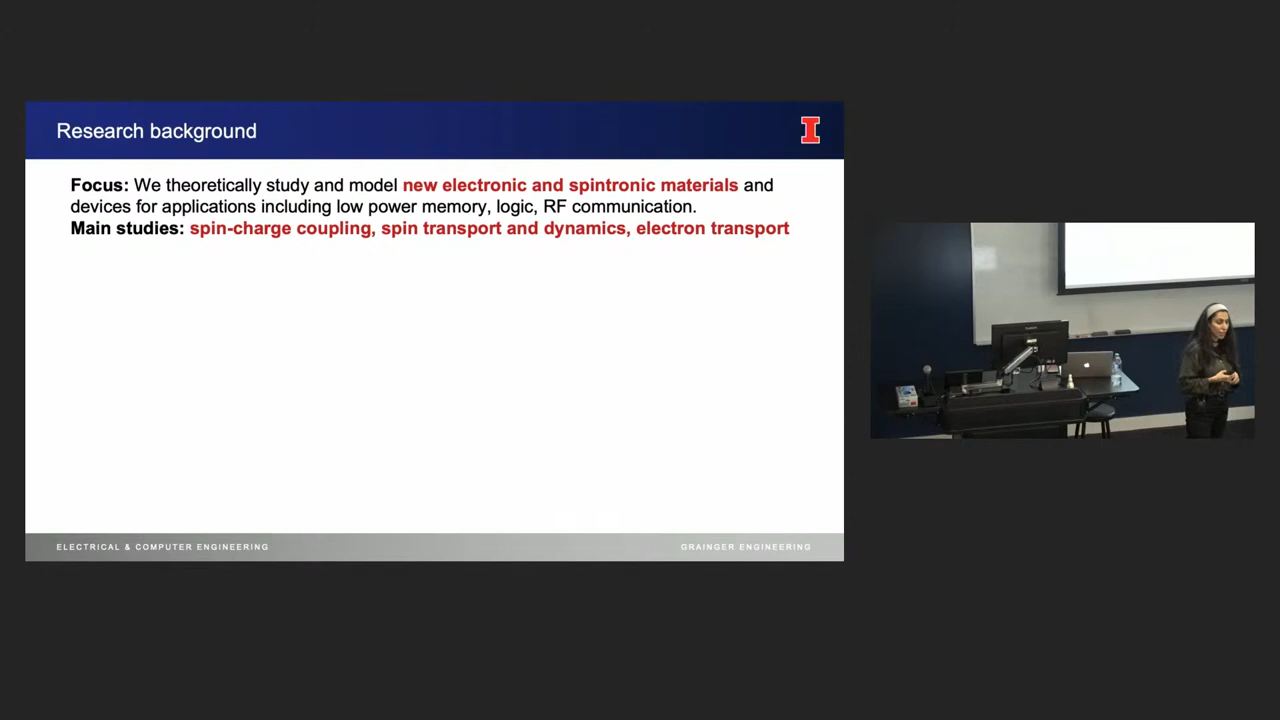 Research background
Focus: We theoretically study and model new electronic and spintronic materials and
devices for applications including low power memory, logic, RF communication.
Main studies: spin-charge coupling, spin transport and dynamics, electron transport
ELECTRICAL & COMPUTER ENGINEERING
GRAINGER ENGINEERING